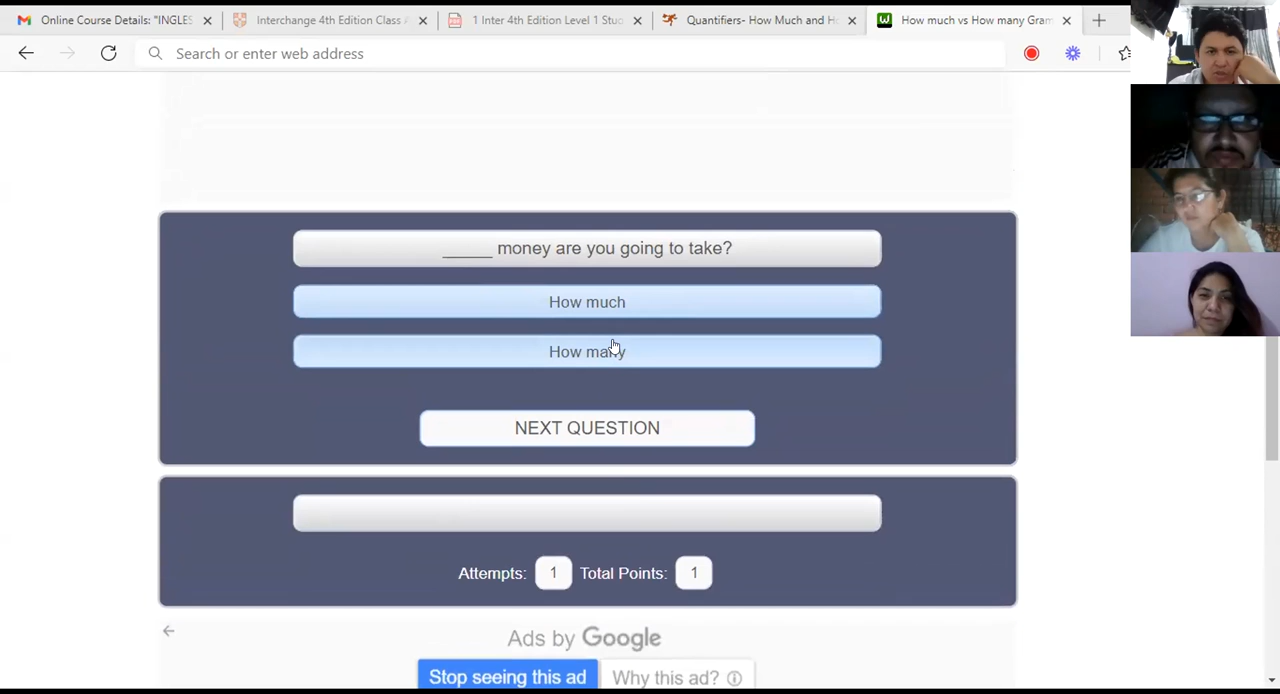 Online Course Details: "INGLES
Interchange 4th Edition Class A
1 Inter 4th Edition Level 1 Stud
Quantifiers- How Much and H
How much vs How many Gram
Search or enter web address
_____ money are you going to take?
How much
How many
NEXT QUESTION
Attempts: 1 Total Points: 1
Ads by Google
Stop seeing this ad
Why this ad?